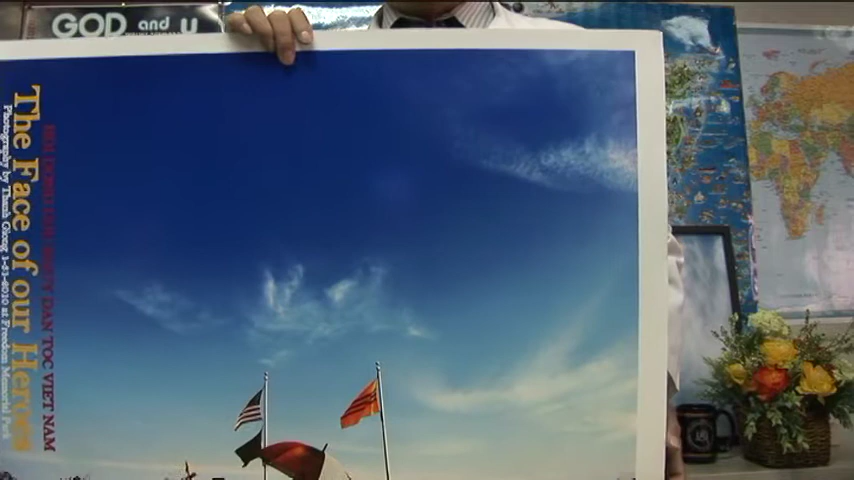 GOD and U
The Face of our Heroes
Photography by Thanh Giong 1-31-2010 at Freedom Memorial Park
DAN TOC VIET NAM